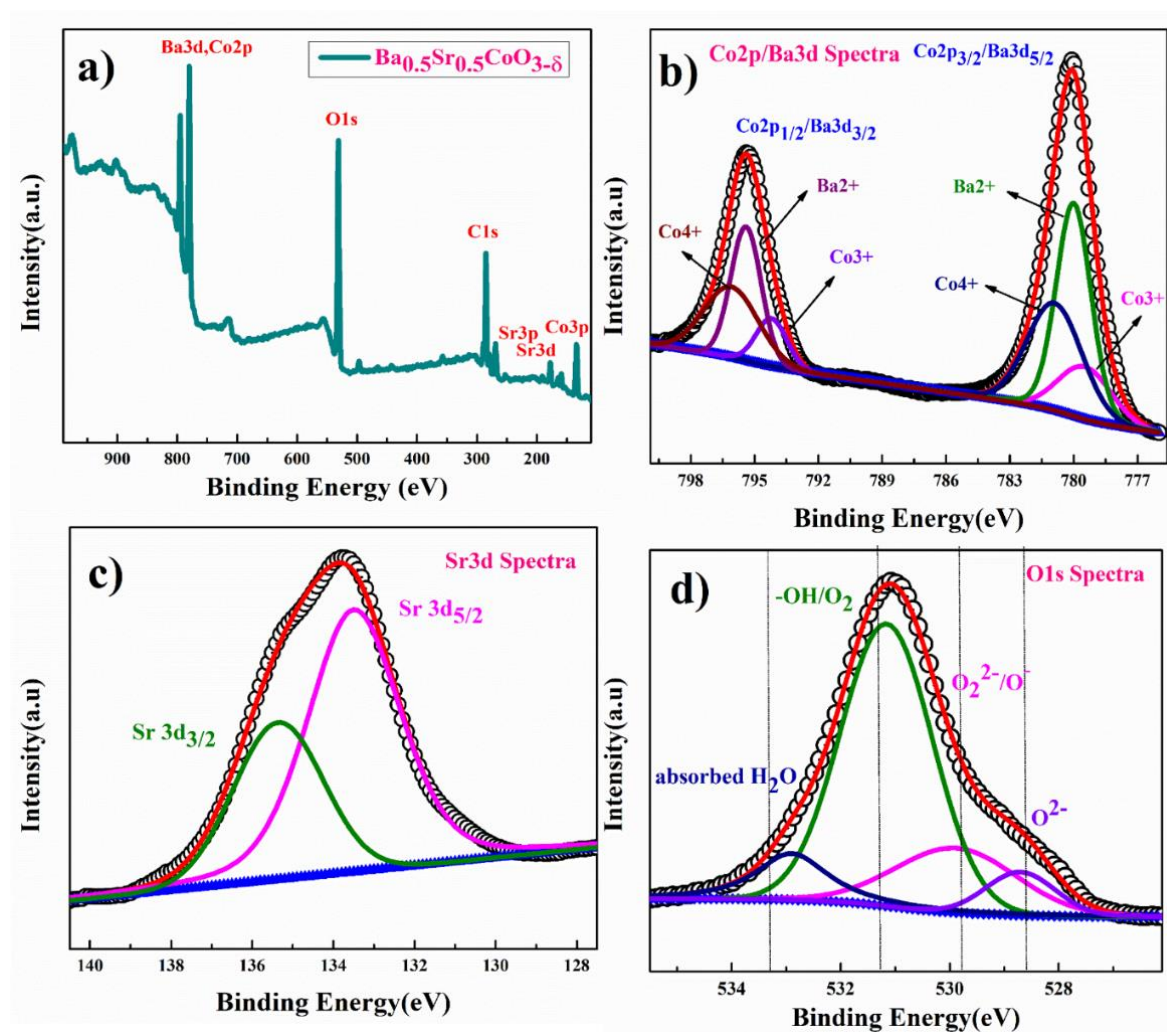 a)
Ba3d,Co2p
Ba₀.₅Sr₀.₅CoO₃₋δ
O1s
C1s
Sr3p
Sr3d
Co3p
Intensity(a.u.)
900 800 700 600 500 400 300 200
Binding Energy (eV)
b)
Co2p/Ba3d Spectra
Co2p₃/₂/Ba3d₅/₂
Co2p₁/₂/Ba3d₃/₂
Ba2+
Ba2+
Co4+
Co3+
Co4+
Co3+
Intensity(a.u.)
798 795 792 789 786 783 780 777
Binding Energy(eV)
c)
Sr3d Spectra
Sr 3d₅/₂
Sr 3d₃/₂
Intensity(a.u)
140 138 136 134 132 130 128
Binding Energy(eV)
d)
O1s Spectra
-OH/O₂
O₂²⁻/O⁻
absorbed H₂O
O²⁻
Intensity(a.u)
534 532 530 528
Binding Energy(eV)